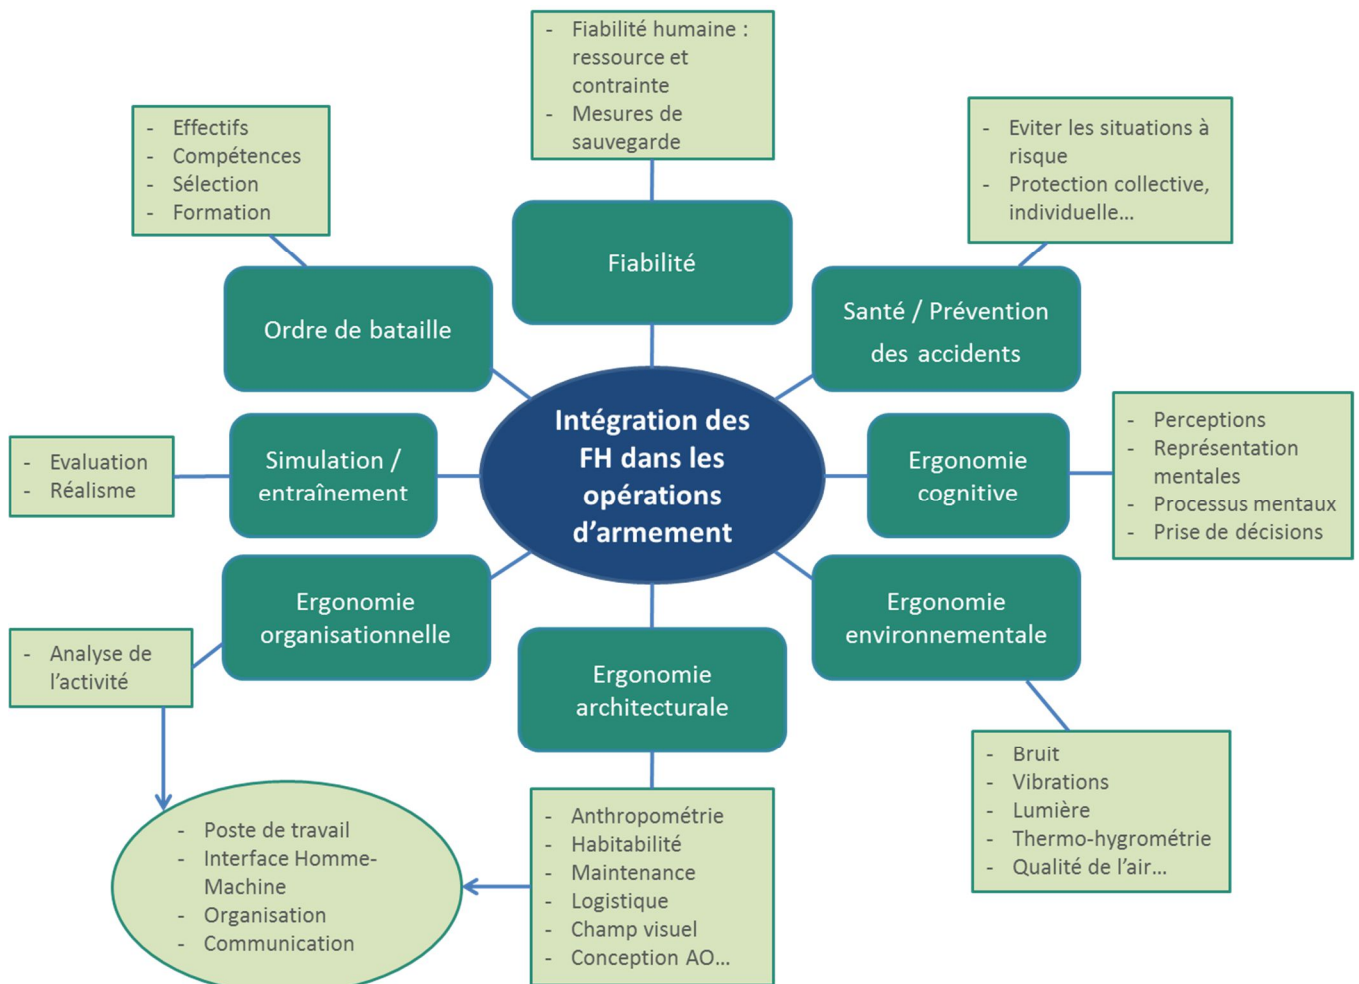 - Fiabilité humaine :
ressource et
contrainte
- Mesures de
sauvegarde
- Effectifs
- Compétences
- Sélection
- Formation
- Eviter les situations à
risque
- Protection collective,
individuelle…
Fiabilité
Ordre de bataille
Santé / Prévention
des accidents
Intégration des
FH dans les
opérations
d’armement
- Evaluation
- Réalisme
Simulation /
entraînement
Ergonomie
cognitive
- Perceptions
- Représentation
mentales
- Processus mentaux
- Prise de décisions
Ergonomie
organisationnelle
Ergonomie
environnementale
- Analyse de
l’activité
Ergonomie
architecturale
- Bruit
- Vibrations
- Lumière
- Thermo-hygrométrie
- Qualité de l’air…
- Poste de travail
- Interface Homme-
Machine
- Organisation
- Communication
- Anthropométrie
- Habitabilité
- Maintenance
- Logistique
- Champ visuel
- Conception AO…